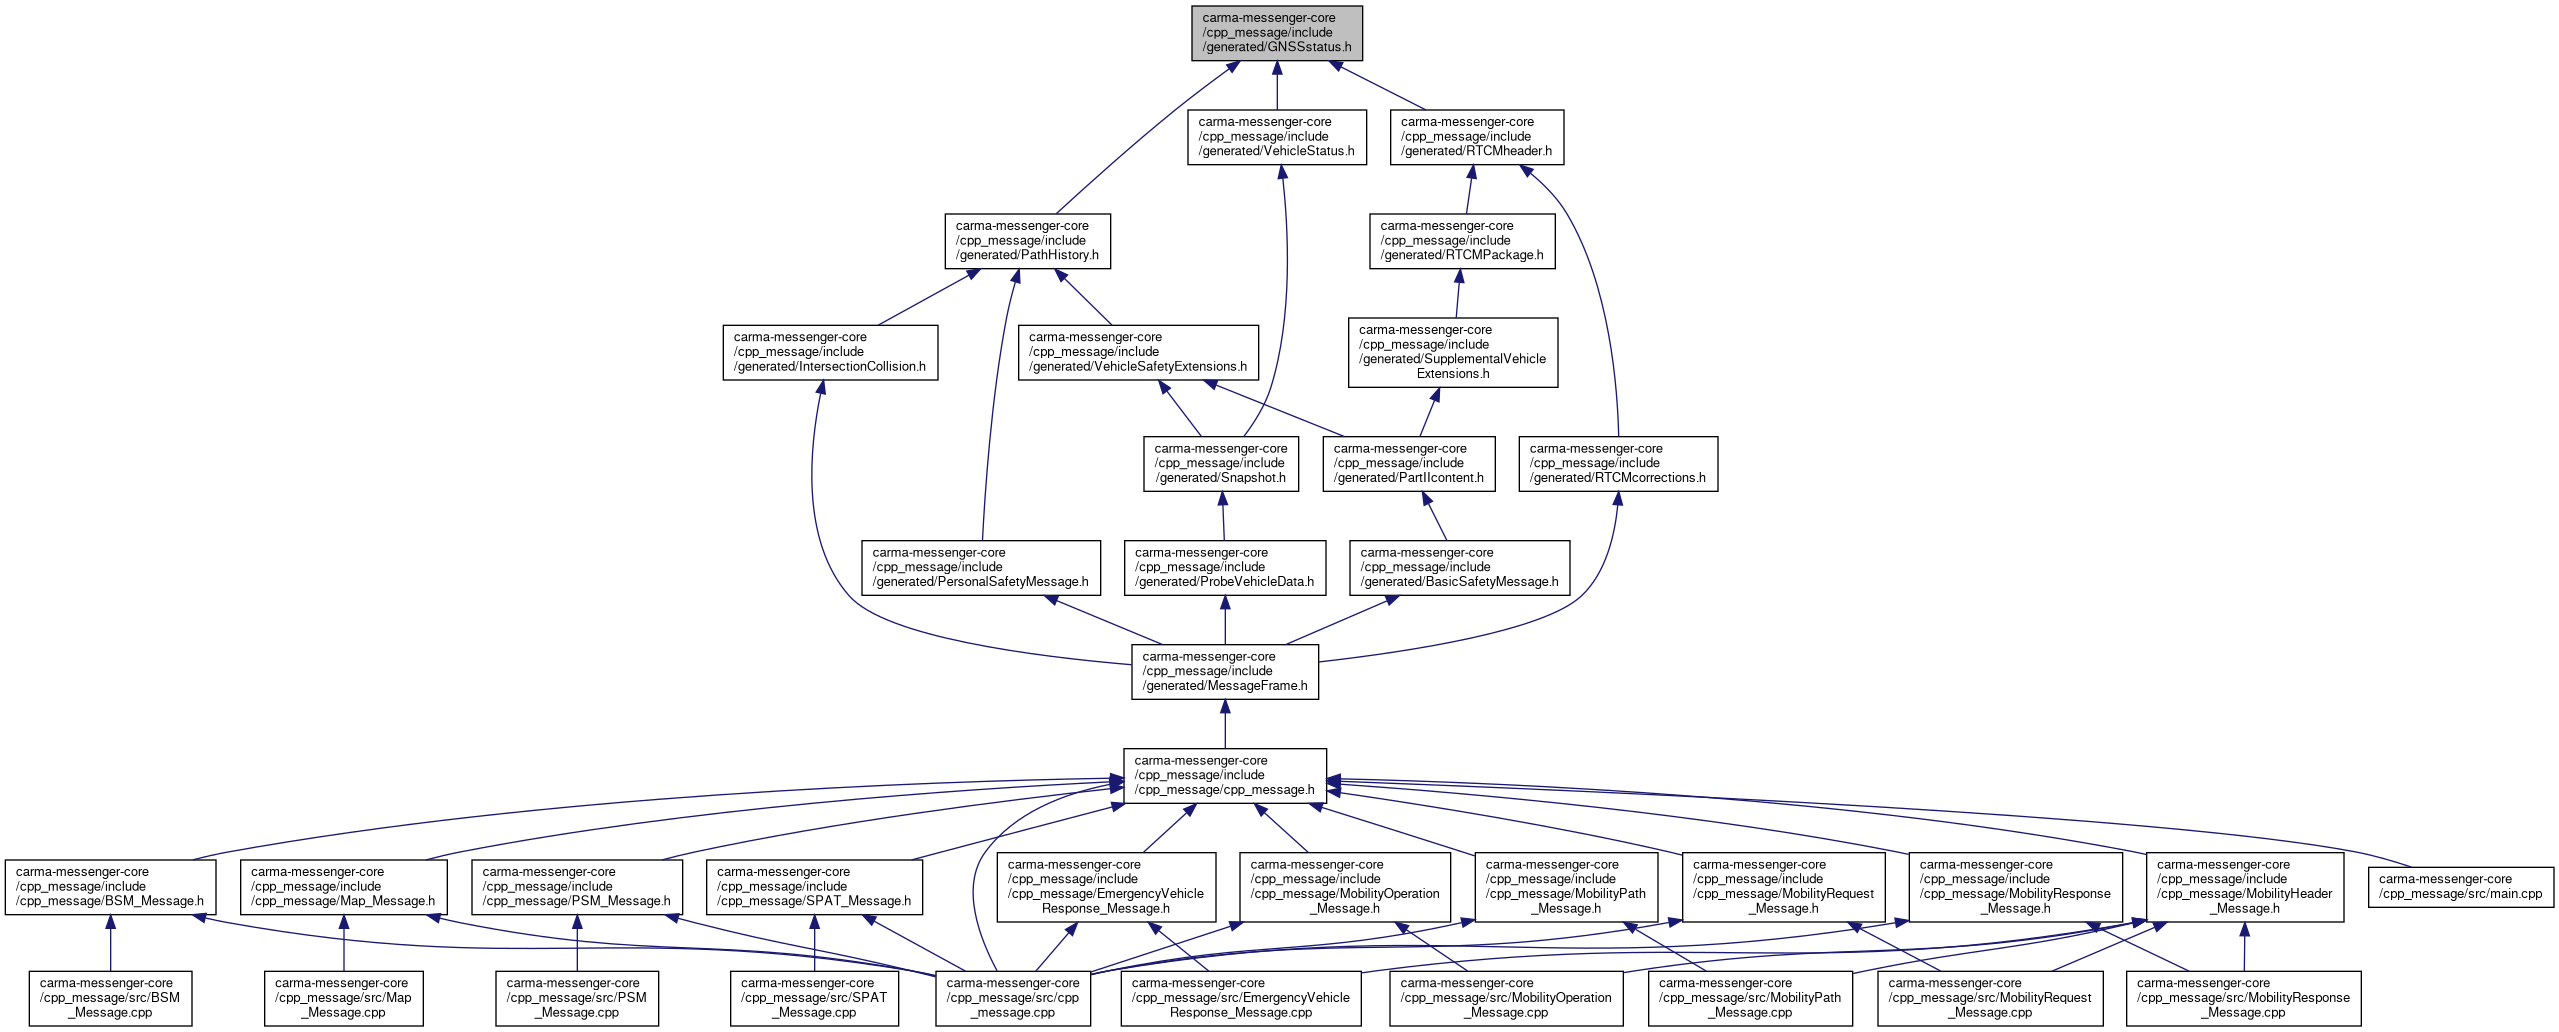 carma-messenger-core
/cpp_message/include
/generated/GNSSstatus.h
carma-messenger-core
/cpp_message/include
/generated/VehicleStatus.h
carma-messenger-core
/cpp_message/include
/generated/RTCMheader.h
carma-messenger-core
/cpp_message/include
/generated/PathHistory.h
carma-messenger-core
/cpp_message/include
/generated/RTCMPackage.h
carma-messenger-core
/cpp_message/include
/generated/IntersectionCollision.h
carma-messenger-core
/cpp_message/include
/generated/VehicleSafetyExtensions.h
carma-messenger-core
/cpp_message/include
/generated/SupplementalVehicle
Extensions.h
carma-messenger-core
/cpp_message/include
/generated/Snapshot.h
carma-messenger-core
/cpp_message/include
/generated/PartIIcontent.h
carma-messenger-core
/cpp_message/include
/generated/RTCMcorrections.h
carma-messenger-core
/cpp_message/include
/generated/PersonalSafetyMessage.h
carma-messenger-core
/cpp_message/include
/generated/ProbeVehicleData.h
carma-messenger-core
/cpp_message/include
/generated/BasicSafetyMessage.h
carma-messenger-core
/cpp_message/include
/generated/MessageFrame.h
carma-messenger-core
/cpp_message/include
/cpp_message/cpp_message.h
carma-messenger-core
/cpp_message/include
/cpp_message/BSM_Message.h
carma-messenger-core
/cpp_message/include
/cpp_message/Map_Message.h
carma-messenger-core
/cpp_message/include
/cpp_message/PSM_Message.h
carma-messenger-core
/cpp_message/include
/cpp_message/SPAT_Message.h
carma-messenger-core
/cpp_message/include
/cpp_message/EmergencyVehicle
Response_Message.h
carma-messenger-core
/cpp_message/include
/cpp_message/MobilityOperation
_Message.h
carma-messenger-core
/cpp_message/include
/cpp_message/MobilityPath
_Message.h
carma-messenger-core
/cpp_message/include
/cpp_message/MobilityRequest
_Message.h
carma-messenger-core
/cpp_message/include
/cpp_message/MobilityResponse
_Message.h
carma-messenger-core
/cpp_message/include
/cpp_message/MobilityHeader
_Message.h
carma-messenger-core
/cpp_message/src/main.cpp
carma-messenger-core
/cpp_message/src/BSM
_Message.cpp
carma-messenger-core
/cpp_message/src/Map
_Message.cpp
carma-messenger-core
/cpp_message/src/PSM
_Message.cpp
carma-messenger-core
/cpp_message/src/SPAT
_Message.cpp
carma-messenger-core
/cpp_message/src/cpp
_message.cpp
carma-messenger-core
/cpp_message/src/EmergencyVehicle
Response_Message.cpp
carma-messenger-core
/cpp_message/src/MobilityOperation
_Message.cpp
carma-messenger-core
/cpp_message/src/MobilityPath
_Message.cpp
carma-messenger-core
/cpp_message/src/MobilityRequest
_Message.cpp
carma-messenger-core
/cpp_message/src/MobilityResponse
_Message.cpp